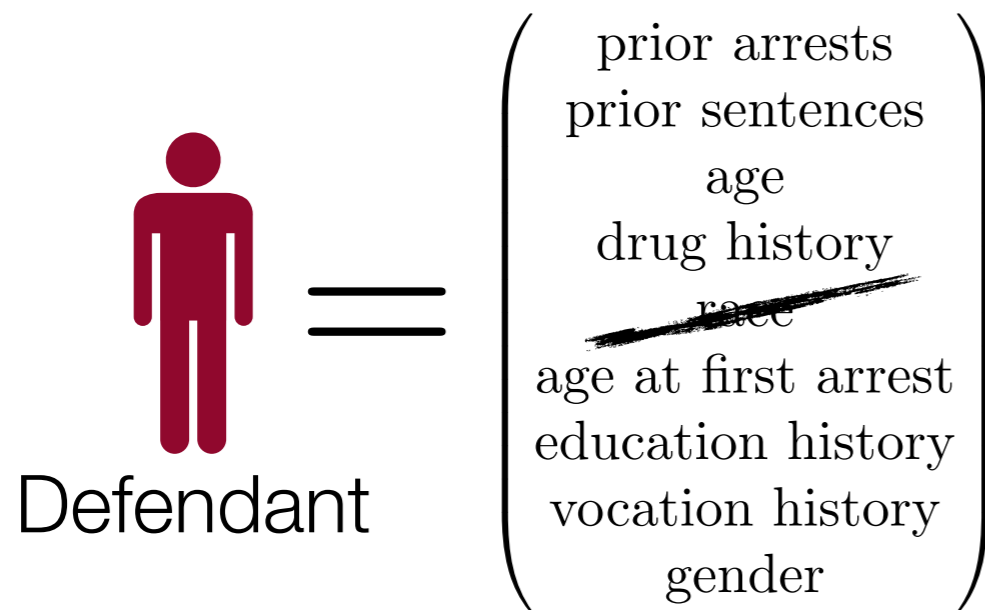 prior arrests
prior sentences
age
drug history
race
age at first arrest
education history
vocation history
gender
=
Defendant